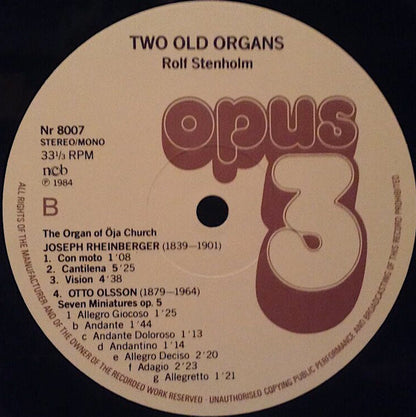 TWO OLD ORGANS
Rolf Stenholm
opus
3
Nr 8007
STEREO/MONO
33⅓ RPM
ncb
℗ 1984
B
The Organ of Öja Church
JOSEPH RHEINBERGER (1839–1901)
1. Con moto 1'08
2. Cantilena 5'25
3. Vision 4'38
4. OTTO OLSSON (1879–1964)
Seven Miniatures op. 5
1 Allegro Giocoso 1'25
b Andante 1'44
c Andante Doloroso 1'13
d Andantino 1'14
e Allegro Deciso 2'20
f Adagio 2'23
g Allegretto 1'21
ALL RIGHTS OF THE MANUFACTURER AND OF THE OWNER OF THE RECORDED WORK RESERVED · UNAUTHORISED COPYING PUBLIC PERFORMANCE AND BROADCASTING OF THIS RECORD PROHIBITED.